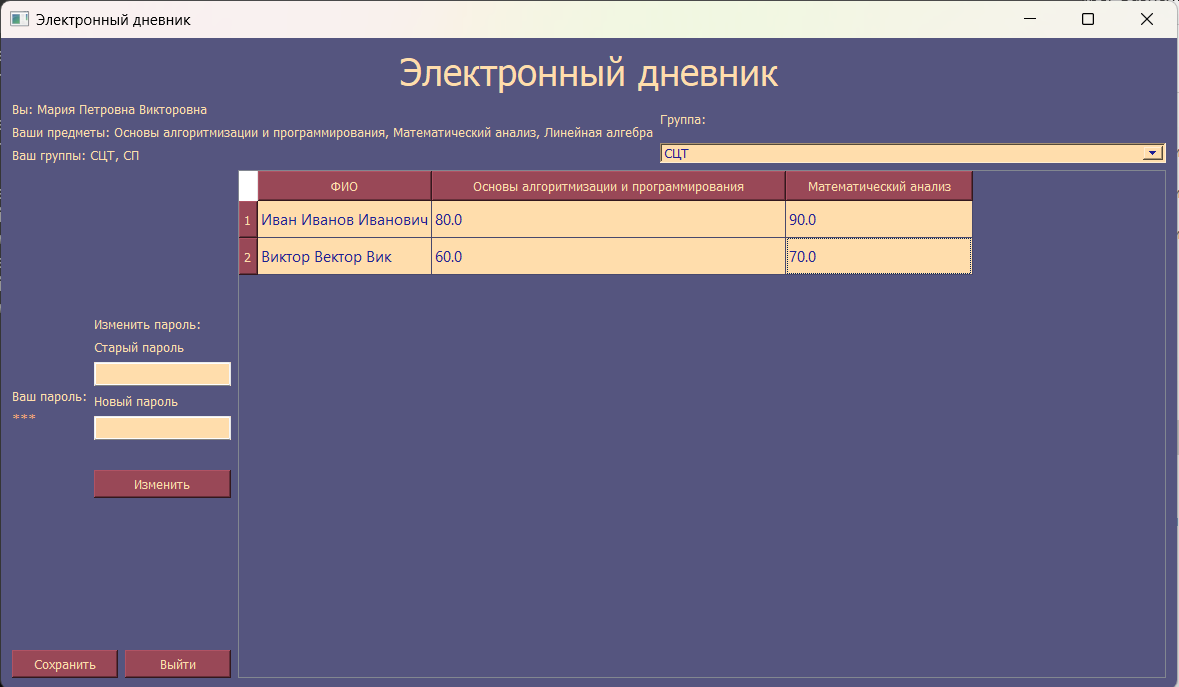 Электронный дневник
Электронный дневник
Вы: Мария Петровна Викторовна
Ваши предметы: Основы алгоритмизации и программирования, Математический анализ, Линейная алгебра
Ваш группы: СЦТ, СП
Группа:
СЦТ
ФИО Основы алгоритмизации и программирования Математический анализ
1 Иван Иванов Иванович 80.0 90.0
2 Виктор Вектор Вик 60.0 70.0
Изменить пароль:
Старый пароль
Ваш пароль:
***
Новый пароль
Изменить
Сохранить Выйти